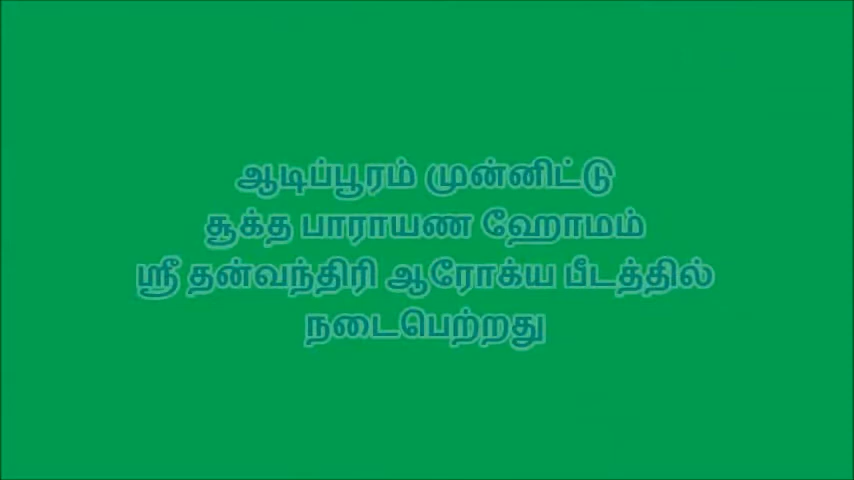 ஆடிப்பூரம் முன்னிட்டு
சூக்த பாராயண ஹோமம்
ஸ்ரீ தன்வந்திரி ஆரோக்ய பீடத்தில்
நடைபெற்றது